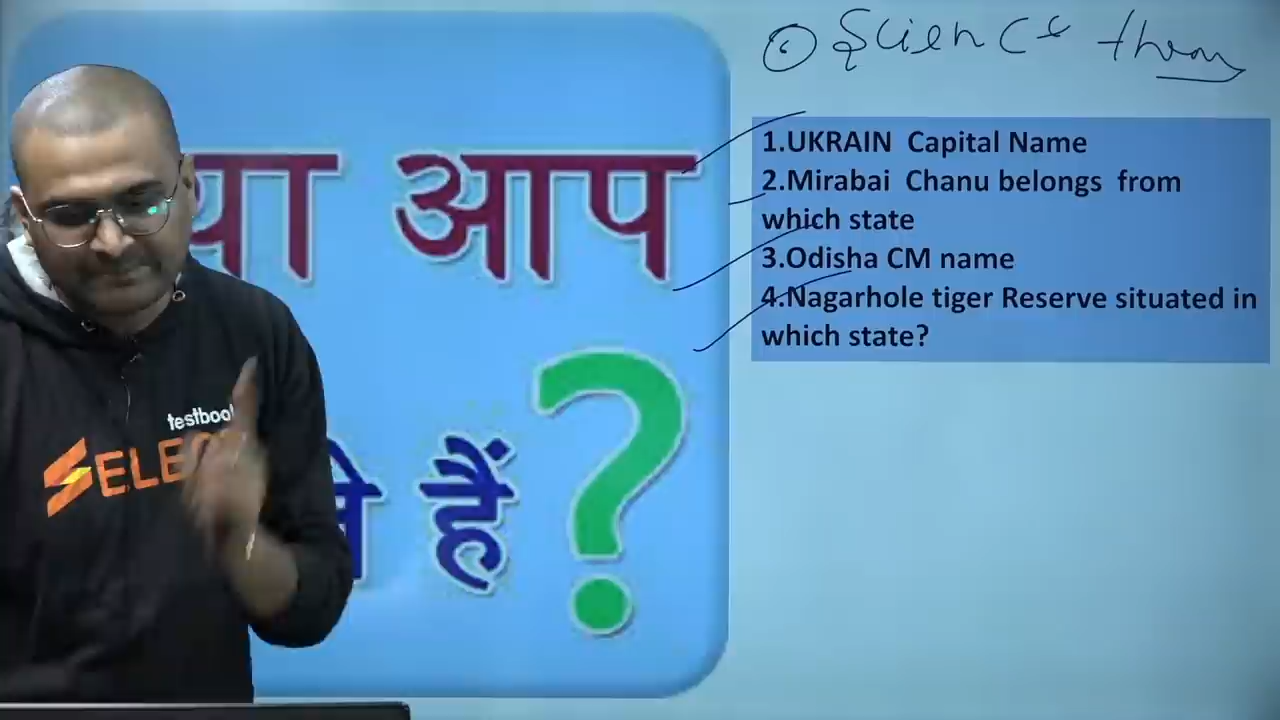 Science
1.UKRAIN Capital Name
2.Mirabai Chanu belongs from
which state
3.Odisha CM name
4.Nagarhole tiger Reserve situated in
which state?
आप
हैं ?
testbook
SELE